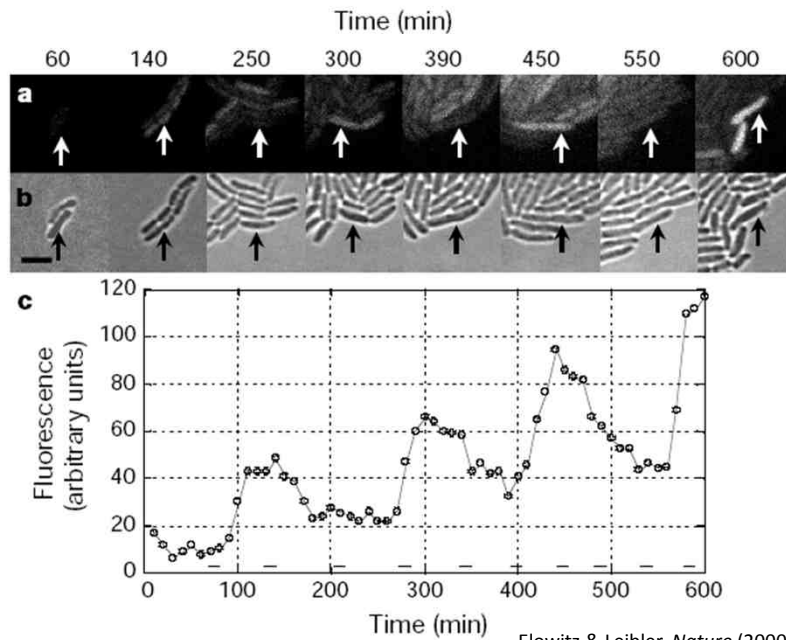 Time (min)
60 140 250 300 390 450 550 600
a
b
c
120
100
80
60
40
20
0
Fluorescence
(arbitrary units)
0 100 200 300 400 500 600
Time (min)
Elowitz & Leibler, Nature (2000